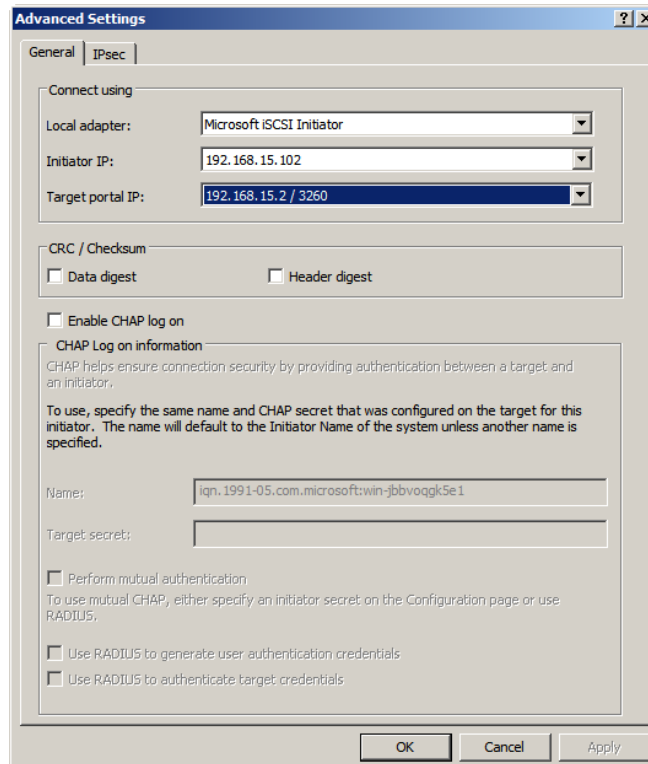 Advanced Settings
General
IPsec
Connect using
Local adapter:
Microsoft iSCSI Initiator
Initiator IP:
192.168.15.102
Target portal IP:
192.168.15.2 / 3260
CRC / Checksum
Data digest
Header digest
Enable CHAP log on
CHAP Log on information
CHAP helps ensure connection security by providing authentication between a target and
an initiator.
To use, specify the same name and CHAP secret that was configured on the target for this
initiator. The name will default to the Initiator Name of the system unless another name is
specified.
Name:
iqn.1991-05.com.microsoft:win-jbbvoqgk5e1
Target secret:
Perform mutual authentication
To use mutual CHAP, either specify an initiator secret on the Configuration page or use
RADIUS.
Use RADIUS to generate user authentication credentials
Use RADIUS to authenticate target credentials
OK
Cancel
Apply